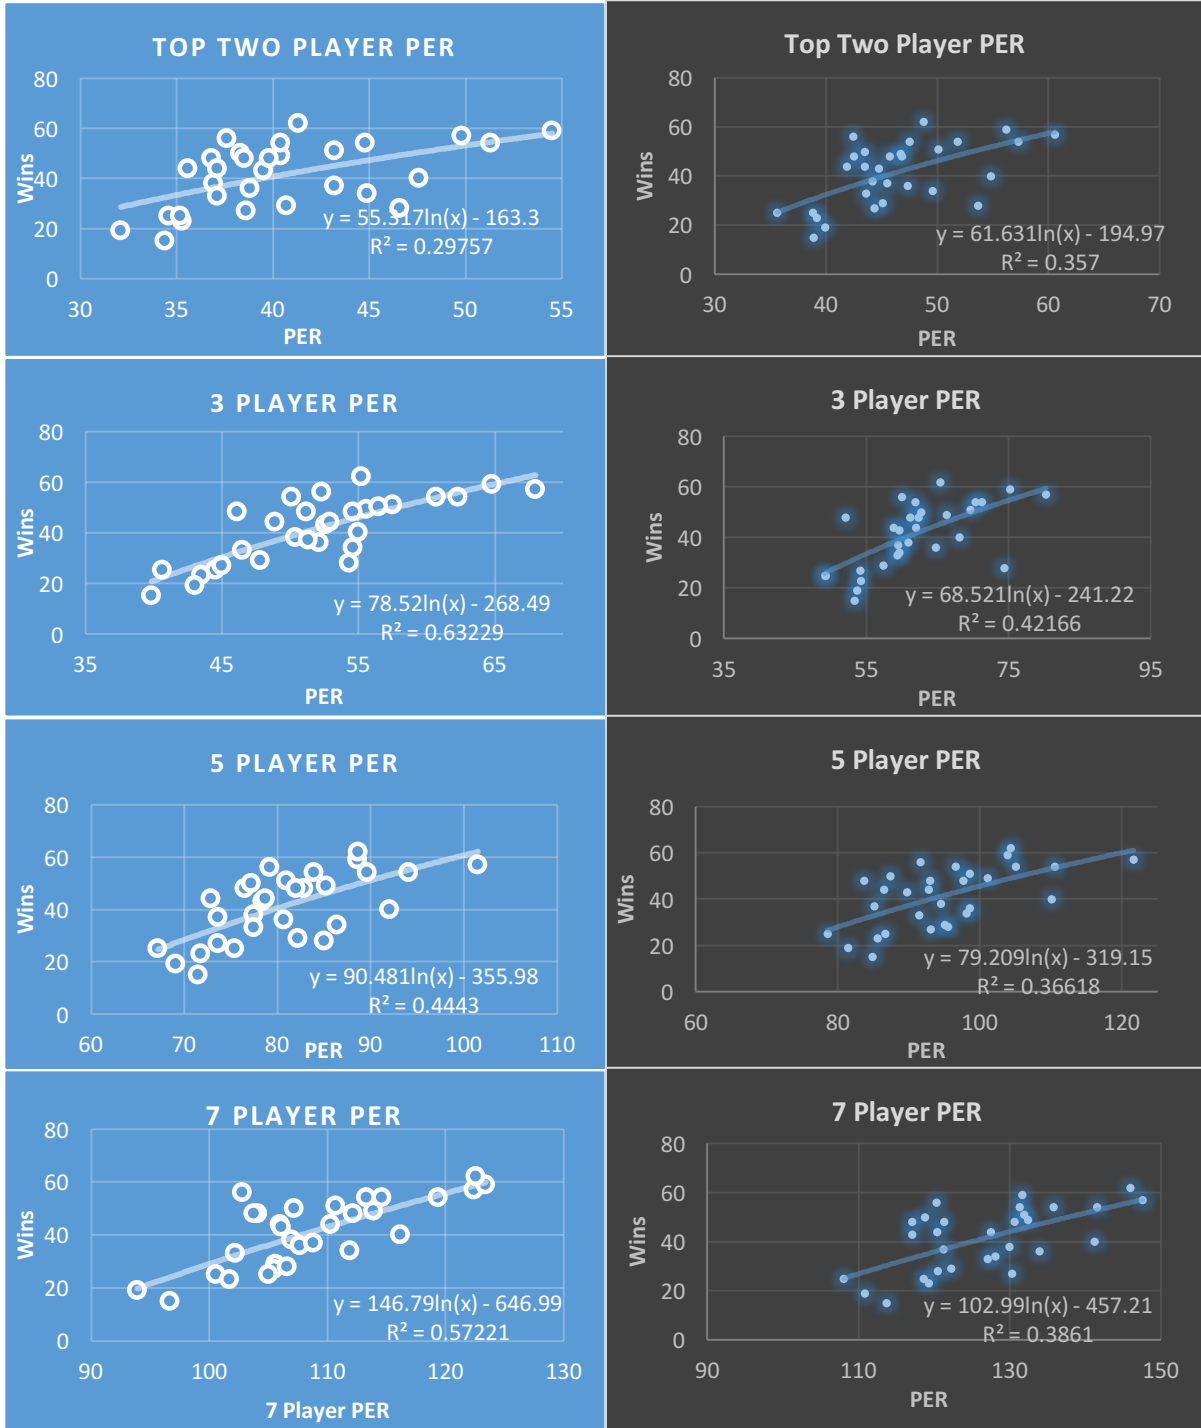 TOP TWO PLAYER PER
80
60
40
20
0
Wins
y = 55.317ln(x) - 163.3
R² = 0.29757
30 35 40 45 50 55
PER
Top Two Player PER
80
60
40
20
0
Wins
y = 61.631ln(x) - 194.97
R² = 0.357
30 40 50 60 70
PER
3 PLAYER PER
80
60
40
20
0
Wins
y = 78.52ln(x) - 268.49
R² = 0.63229
35 45 55 65
PER
3 Player PER
80
60
40
20
0
Wins
y = 68.521ln(x) - 241.22
R² = 0.42166
35 55 75 95
PER
5 PLAYER PER
80
60
40
20
0
Wins
y = 90.481ln(x) - 355.98
R² = 0.4443
60 70 80 90 100 110
PER
5 Player PER
80
60
40
20
0
Wins
y = 79.209ln(x) - 319.15
R² = 0.36618
60 80 100 120
PER
7 PLAYER PER
80
60
40
20
0
Wins
y = 146.79ln(x) - 646.99
R² = 0.57221
90 100 110 120 130
7 Player PER
7 Player PER
80
60
40
20
0
Wins
y = 102.99ln(x) - 457.21
R² = 0.3861
90 110 130 150
PER